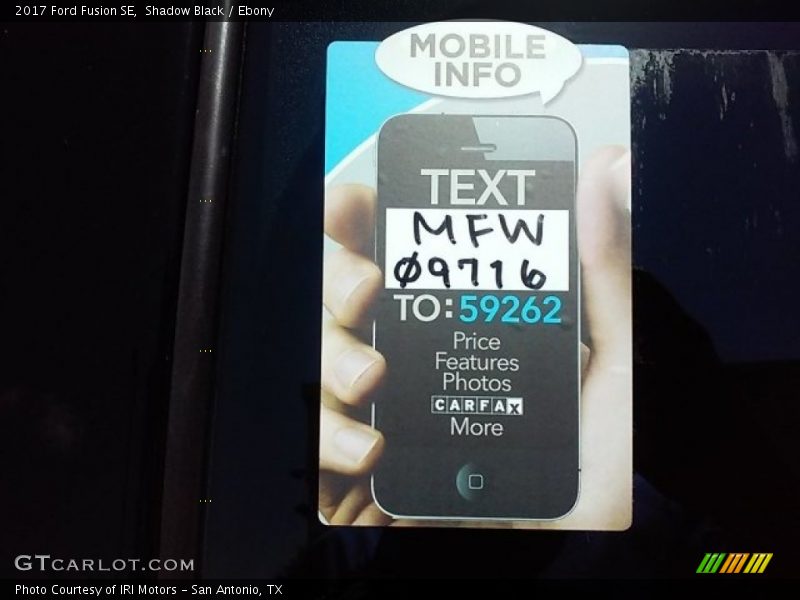 2017 Ford Fusion SE, Shadow Black / Ebony
MOBILE
INFO
TEXT
MFW
09716
TO: 59262
Price
Features
Photos
CARFAX
More
GTCARLOT.COM
Photo Courtesy of IRI Motors - San Antonio, TX